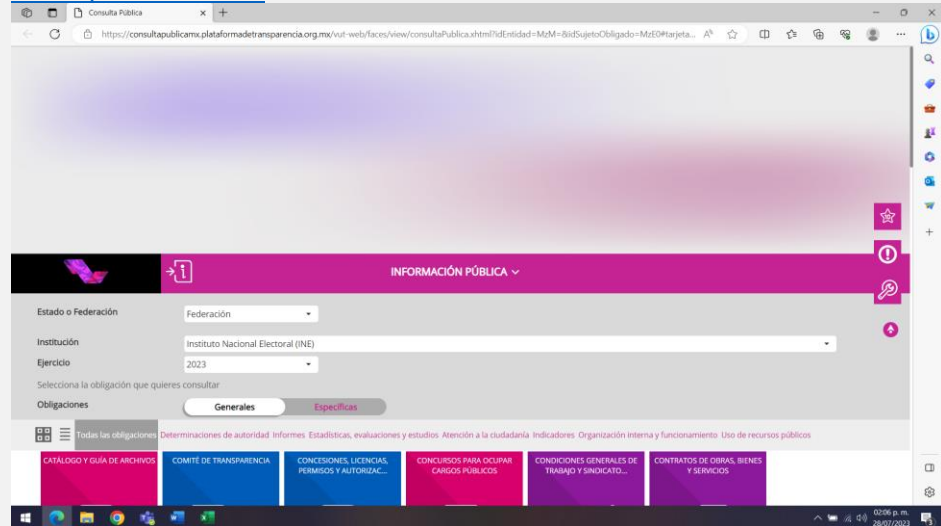 Consulta Pública
https://consultapublicamx.plataformadetransparencia.org.mx/vut-web/faces/view/consultaPublica.xhtml?idEntidad=MzM=&idSujetoObligado=MzE0#tarjeta...
INFORMACIÓN PÚBLICA
Estado o Federación
Federación
Institución
Instituto Nacional Electoral (INE)
Ejercicio
2023
Selecciona la obligación que quieres consultar
Obligaciones
Generales
Específicas
Todas las obligaciones Determinaciones de autoridad Informes Estadísticas, evaluaciones y estudios Atención a la ciudadanía Indicadores Organización interna y funcionamiento Uso de recursos públicos
CATÁLOGO Y GUÍA DE ARCHIVOS
COMITÉ DE TRANSPARENCIA
CONCESIONES, LICENCIAS,
PERMISOS Y AUTORIZAC...
CONCURSOS PARA OCUPAR
CARGOS PÚBLICOS
CONDICIONES GENERALES DE
TRABAJO Y SINDICATO...
CONTRATOS DE OBRAS, BIENES
Y SERVICIOS
02:06 p. m.
28/07/2023